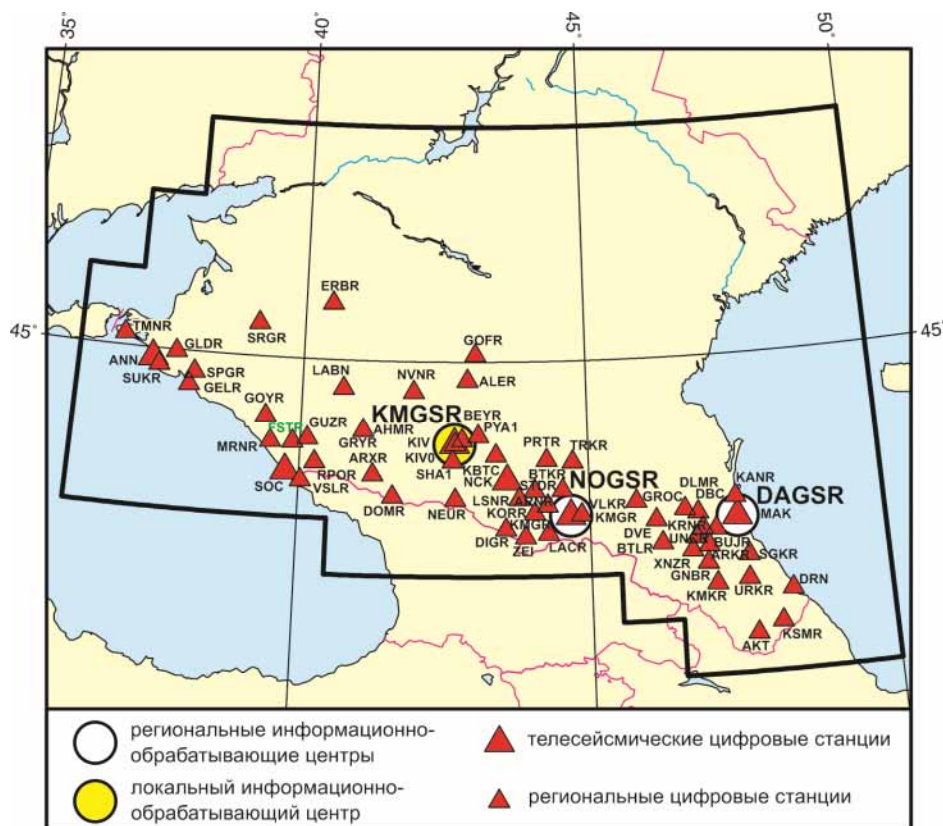 35°
40°
45°
50°
45°
45°
ERBR
TMNR
SRGR
GLDR
GOFR
ANN
SUKR
SPGR
GELR
LABN
NVNR
ALER
GOYR
KMGSR
BEYR
PYA1
FSTR
GUZR
AHMR
GRYR
KIV
MRNR
ARXR
KIV0
SHA1
PRTR
TRKR
KBTC
NCK
BTKR
SOC
RPOR
VSLR
STDR
NOGSR
DLMR
KANR
DOMR
NEUR
LSNR
VLKR
GROC
DBC
DAGSR
KORR
KMGR
MAK
DIGR
KMGR
DVE
KRNR
ZEI
LACR
BTLR
UNCR
BUJR
XNZR
ARKR
SGKR
GNBR
KMKR
URKR
DRN
AKT
KSMR
региональные информационно-
обрабатывающие центры
телесейсмические цифровые станции
локальный информационно-
обрабатывающий центр
региональные цифровые станции